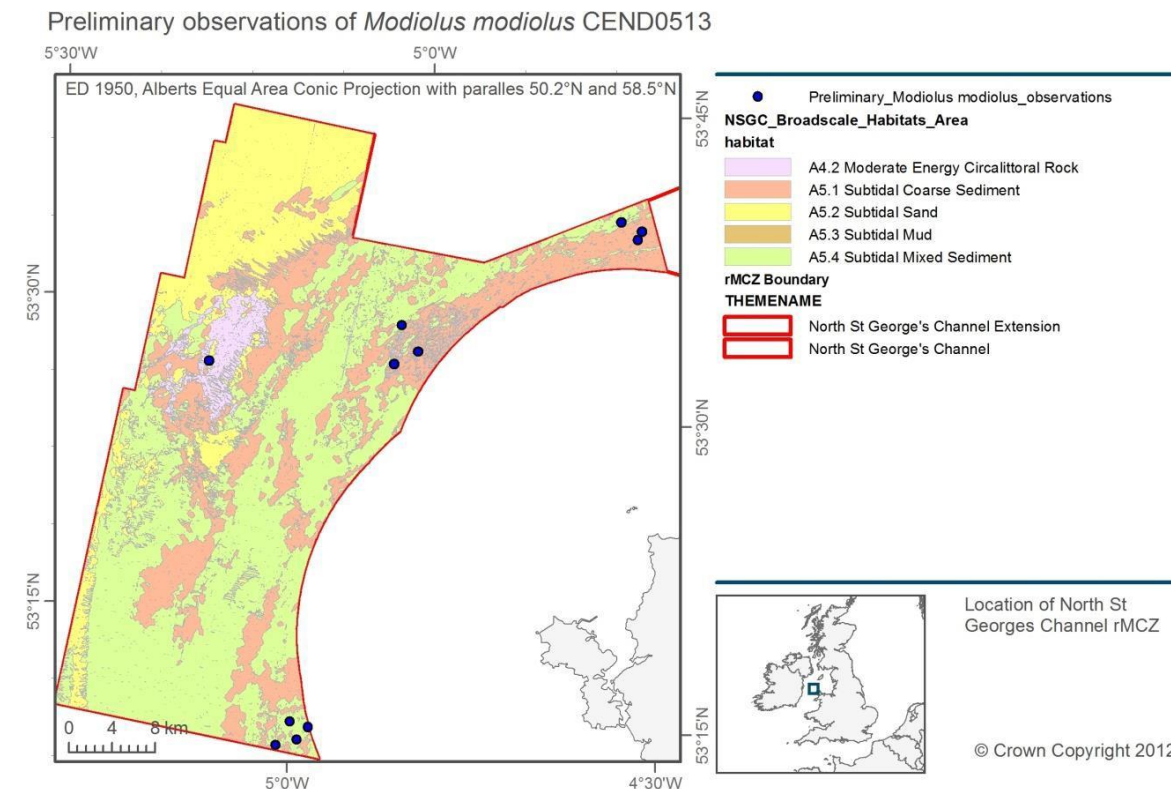 Preliminary observations of Modiolus modiolus CEND0513
5°30'W
5°0'W
ED 1950, Alberts Equal Area Conic Projection with paralles 50.2°N and 58.5°N
53°45'N
53°30'N
53°30'N
53°15'N
53°15'N
0 4 8 km
5°0'W
4°30'W
Preliminary_Modiolus modiolus_observations
NSGC_Broadscale_Habitats_Area
habitat
A4.2 Moderate Energy Circalittoral Rock
A5.1 Subtidal Coarse Sediment
A5.2 Subtidal Sand
A5.3 Subtidal Mud
A5.4 Subtidal Mixed Sediment
rMCZ Boundary
THEMENAME
North St George's Channel Extension
North St George's Channel
Location of North St
Georges Channel rMCZ
© Crown Copyright 2012